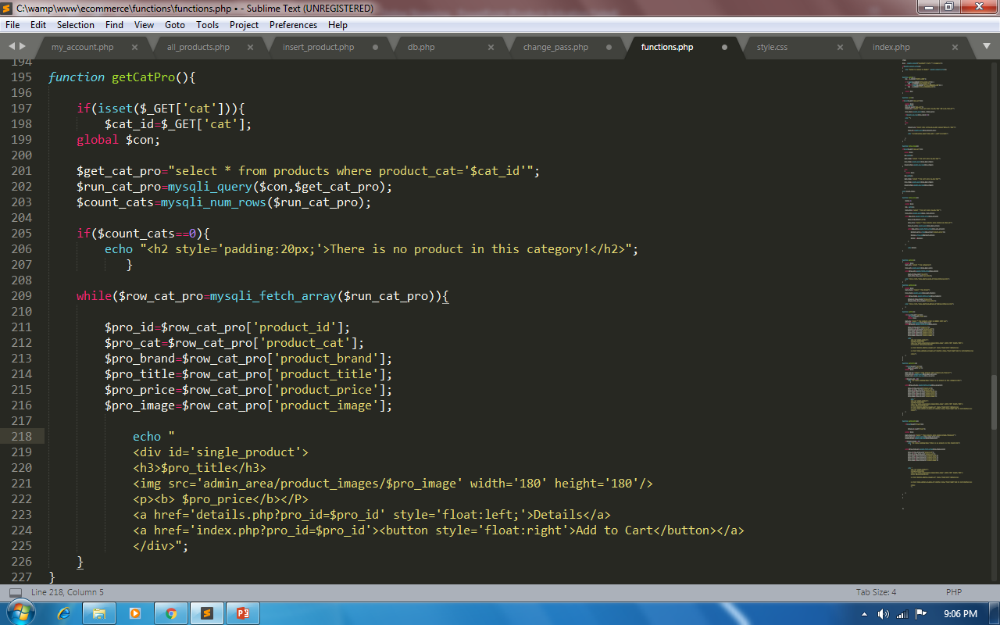 C:\wamp\www\ecommerce\functions\functions.php • - Sublime Text (UNREGISTERED)
File Edit Selection Find View Goto Tools Project Preferences Help
my_account.php all_products.php insert_product.php db.php change_pass.php functions.php style.css index.php
194
195 function getCatPro(){
196
197 if(isset($_GET['cat'])){
198 $cat_id=$_GET['cat'];
199 global $con;
200
201 $get_cat_pro="select * from products where product_cat='$cat_id'";
202 $run_cat_pro=mysqli_query($con,$get_cat_pro);
203 $count_cats=mysqli_num_rows($run_cat_pro);
204
205 if($count_cats==0){
206 echo "<h2 style='padding:20px;'>There is no product in this category!</h2>";
207 }
208
209 while($row_cat_pro=mysqli_fetch_array($run_cat_pro)){
210
211 $pro_id=$row_cat_pro['product_id'];
212 $pro_cat=$row_cat_pro['product_cat'];
213 $pro_brand=$row_cat_pro['product_brand'];
214 $pro_title=$row_cat_pro['product_title'];
215 $pro_price=$row_cat_pro['product_price'];
216 $pro_image=$row_cat_pro['product_image'];
217
218 echo "
219 <div id='single_product'>
220 <h3>$pro_title</h3>
221 <img src='admin_area/product_images/$pro_image' width='180' height='180'/>
222 <p><b> $pro_price</b></P>
223 <a href='details.php?pro_id=$pro_id' style='float:left;'>Details</a>
224 <a href='index.php?pro_id=$pro_id'><button style='float:right'>Add to Cart</button></a>
225 </div>";
226 }
227 }
Line 218, Column 5 Tab Size: 4 PHP
9:06 PM